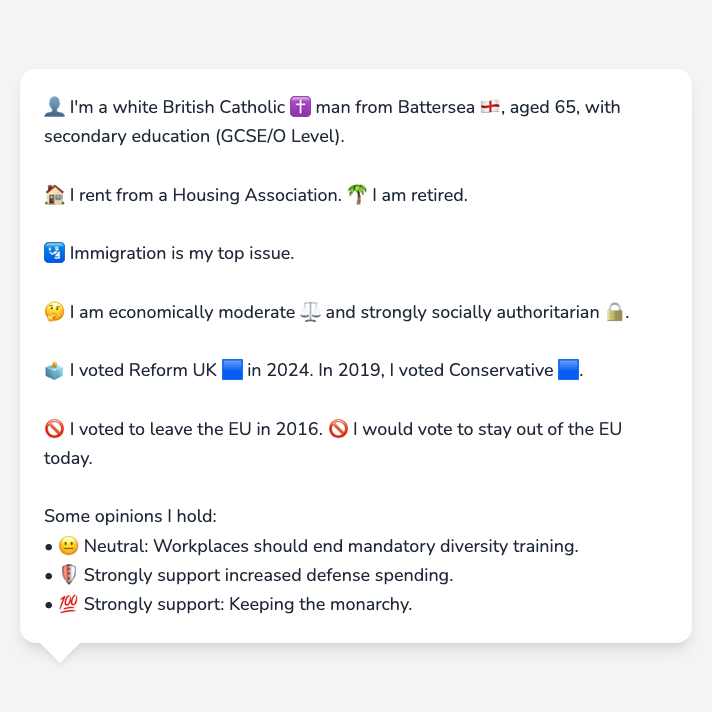 👤 I'm a white British Catholic ✝️ man from Battersea 🏴󠁧󠁢󠁥󠁮󠁧󠁿, aged 65, with
secondary education (GCSE/O Level).
🏠 I rent from a Housing Association. 🌴 I am retired.
🛂 Immigration is my top issue.
🤔 I am economically moderate ⚖️ and strongly socially authoritarian 🔒.
🗳️ I voted Reform UK 🟦 in 2024. In 2019, I voted Conservative 🟦.
🚫 I voted to leave the EU in 2016. 🚫 I would vote to stay out of the EU
today.
Some opinions I hold:
• 😐 Neutral: Workplaces should end mandatory diversity training.
• 🛡️ Strongly support increased defense spending.
• 💯 Strongly support: Keeping the monarchy.